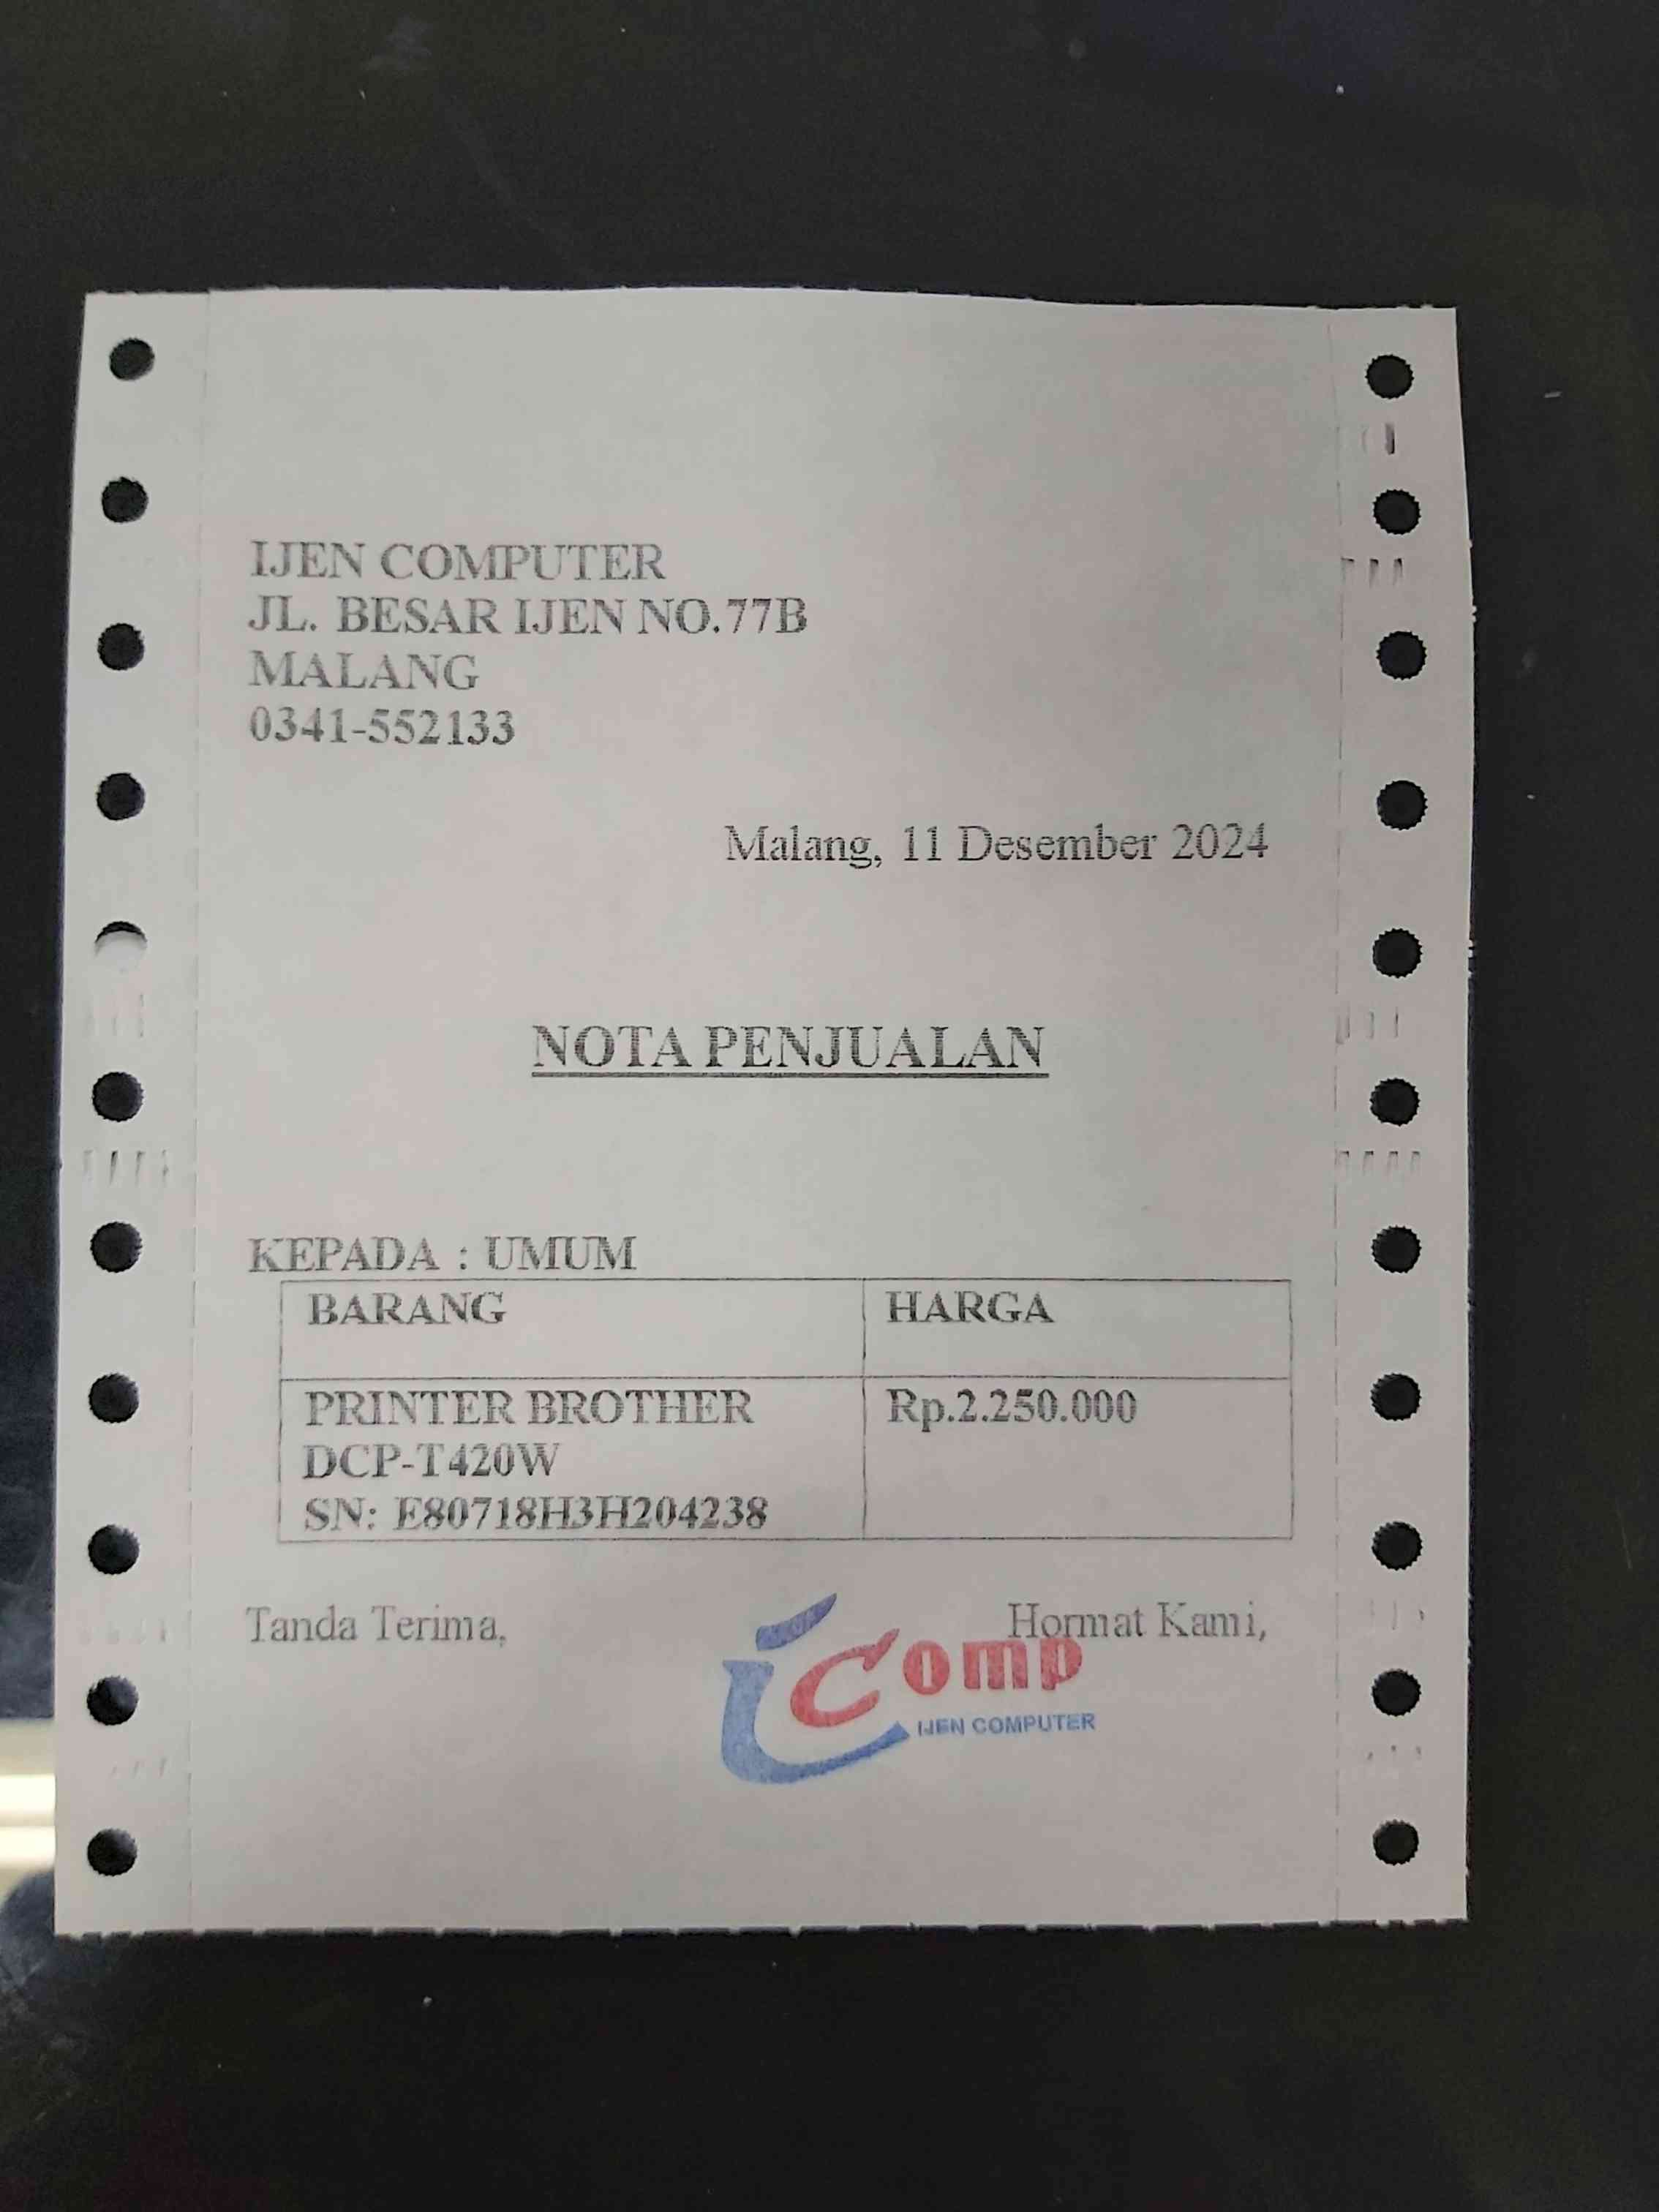 IJEN COMPUTER
JL. BESAR IJEN NO.77B
MALANG
0341-552133
Malang, 11 Desember 2024
NOTA PENJUALAN
KEPADA : UMUM
BARANG HARGA
PRINTER BROTHER Rp.2.250.000
DCP-T420W
SN: E80718H3H204238
Tanda Terima, Hormat Kami,
iComp
IJEN COMPUTER